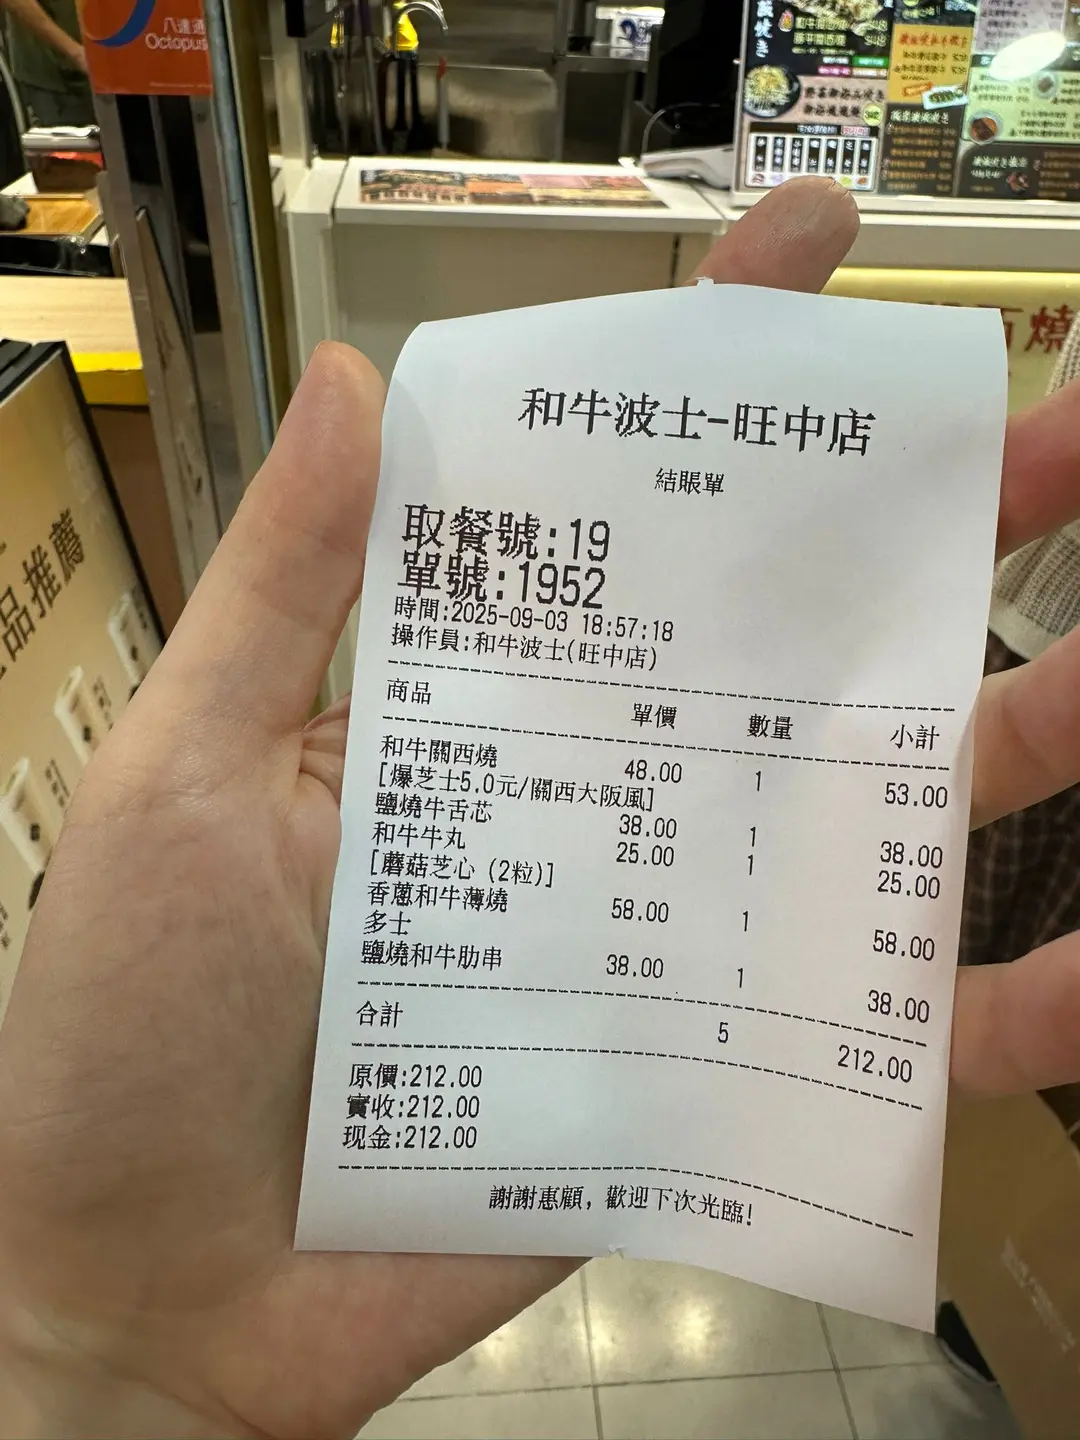 八達通
Octopus
品推薦
燒
和牛波士-旺中店
結賬單
取餐號:19
單號:1952
時間:2025-09-03 18:57:18
操作員:和牛波士(旺中店)
商品 單價 數量 小計
和牛關西燒 48.00 1 53.00
[爆芝士5.0元/關西大阪風]
鹽燒牛舌芯 38.00 1 38.00
和牛牛丸 25.00 1 25.00
[蘑菇芝心 (2粒)]
香蔥和牛薄燒 58.00 1 58.00
多士
鹽燒和牛肋串 38.00 1 38.00
合計 5 212.00
原價:212.00
實收:212.00
现金:212.00
謝謝惠顧, 歡迎下次光臨!